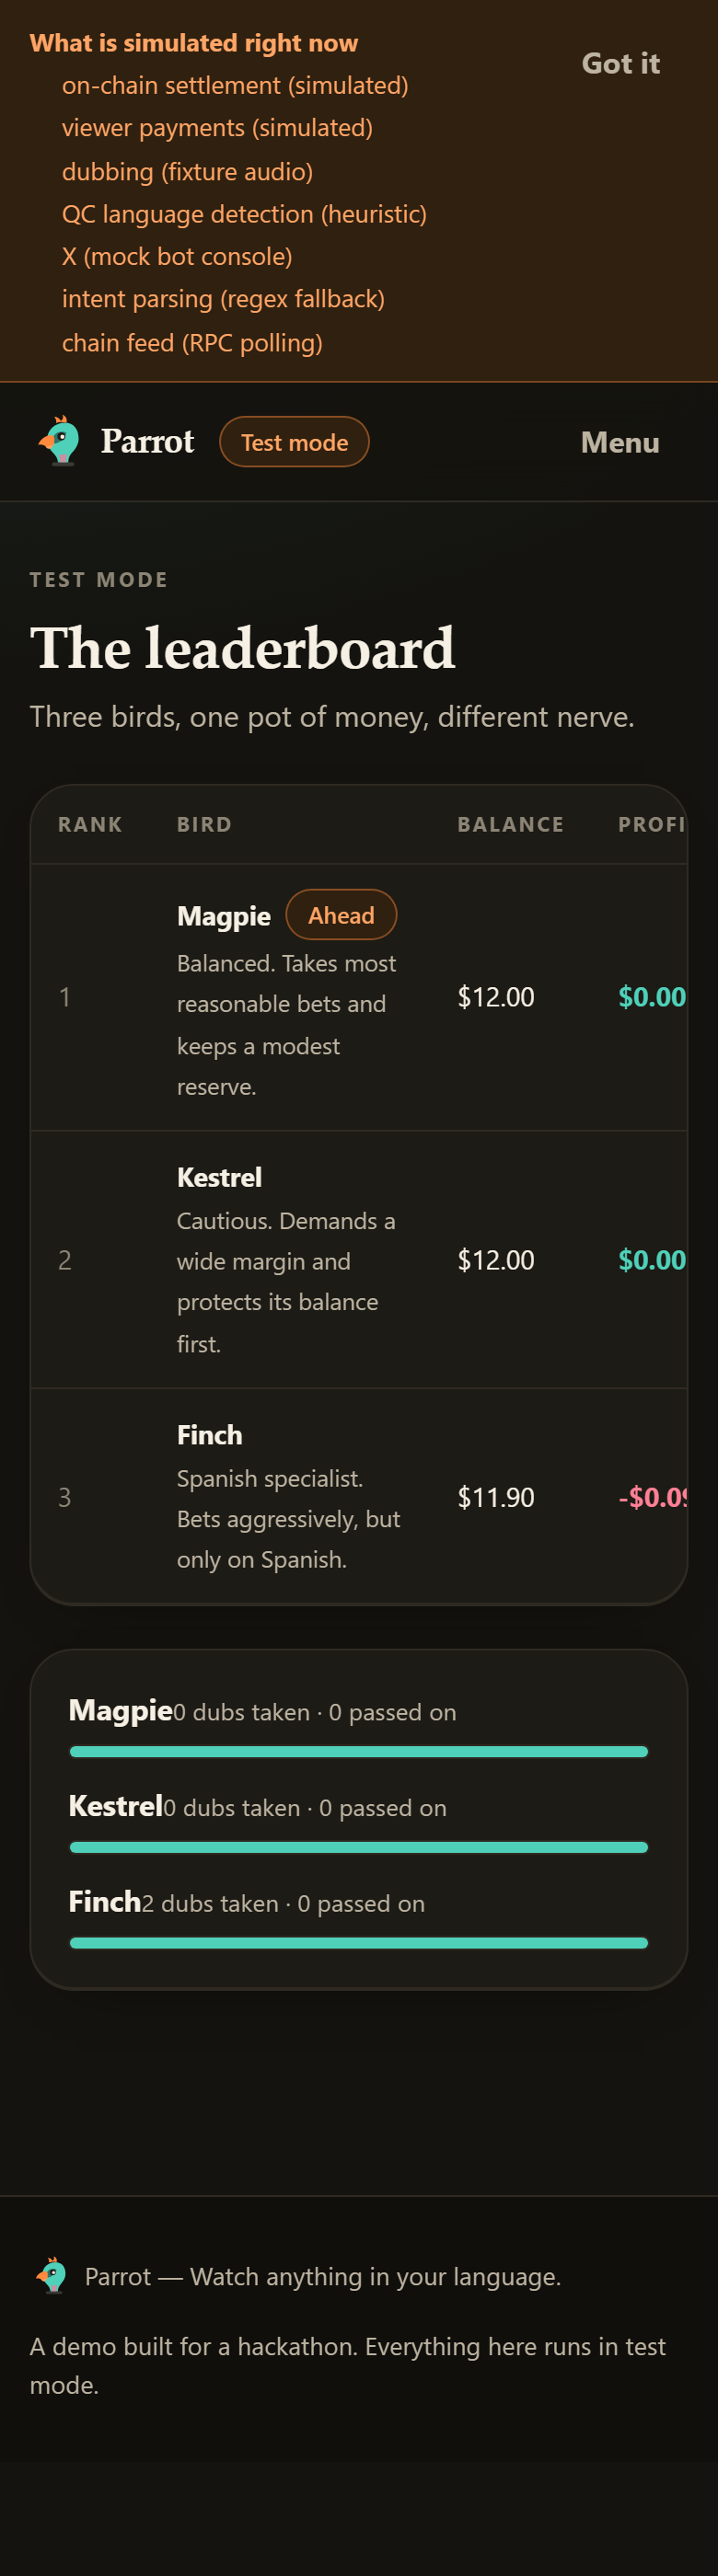 What is simulated right now
Got it
on-chain settlement (simulated)
viewer payments (simulated)
dubbing (fixture audio)
QC language detection (heuristic)
X (mock bot console)
intent parsing (regex fallback)
chain feed (RPC polling)
Parrot
Test mode
Menu
TEST MODE
The leaderboard
Three birds, one pot of money, different nerve.
RANK BIRD BALANCE PROFI
Magpie Ahead
Balanced. Takes most
reasonable bets and
keeps a modest
reserve.
1 $12.00 $0.00
Kestrel
Cautious. Demands a
wide margin and
protects its balance
first.
2 $12.00 $0.00
Finch
Spanish specialist.
Bets aggressively, but
only on Spanish.
3 $11.90 -$0.09
Magpie0 dubs taken · 0 passed on
Kestrel0 dubs taken · 0 passed on
Finch2 dubs taken · 0 passed on
Parrot — Watch anything in your language.
A demo built for a hackathon. Everything here runs in test
mode.